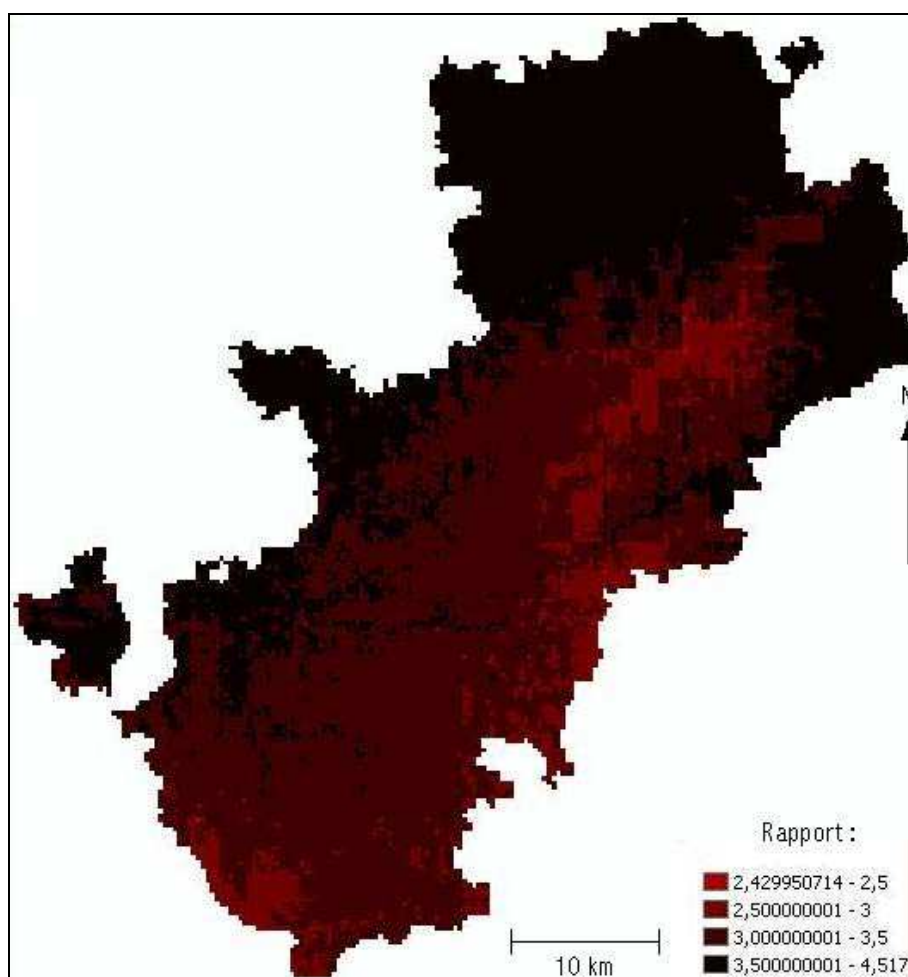 N
Rapport :
2,429950714 - 2,5
2,500000001 - 3
3,000000001 - 3,5
3,500000001 - 4,517
10 km